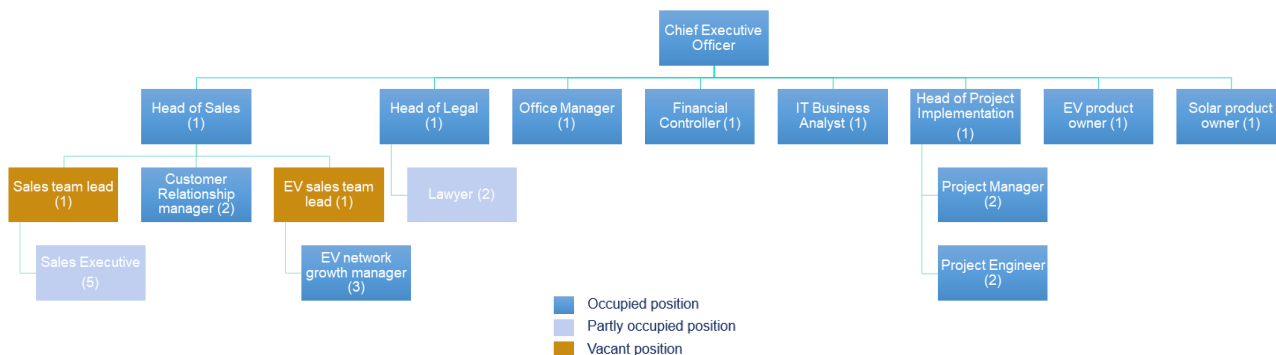 Chief Executive
Officer
Head of Sales
(1)
Head of Legal
(1)
Office Manager
(1)
Financial
Controller (1)
IT Business
Analyst (1)
Head of Project
Implementation
(1)
EV product
owner (1)
Solar product
owner (1)
Sales team lead
(1)
Customer
Relationship
manager (2)
EV sales team
lead (1)
Lawyer (2)
Project Manager
(2)
Sales Executive
(5)
EV network
growth manager
(3)
Project Engineer
(2)
Occupied position
Partly occupied position
Vacant position